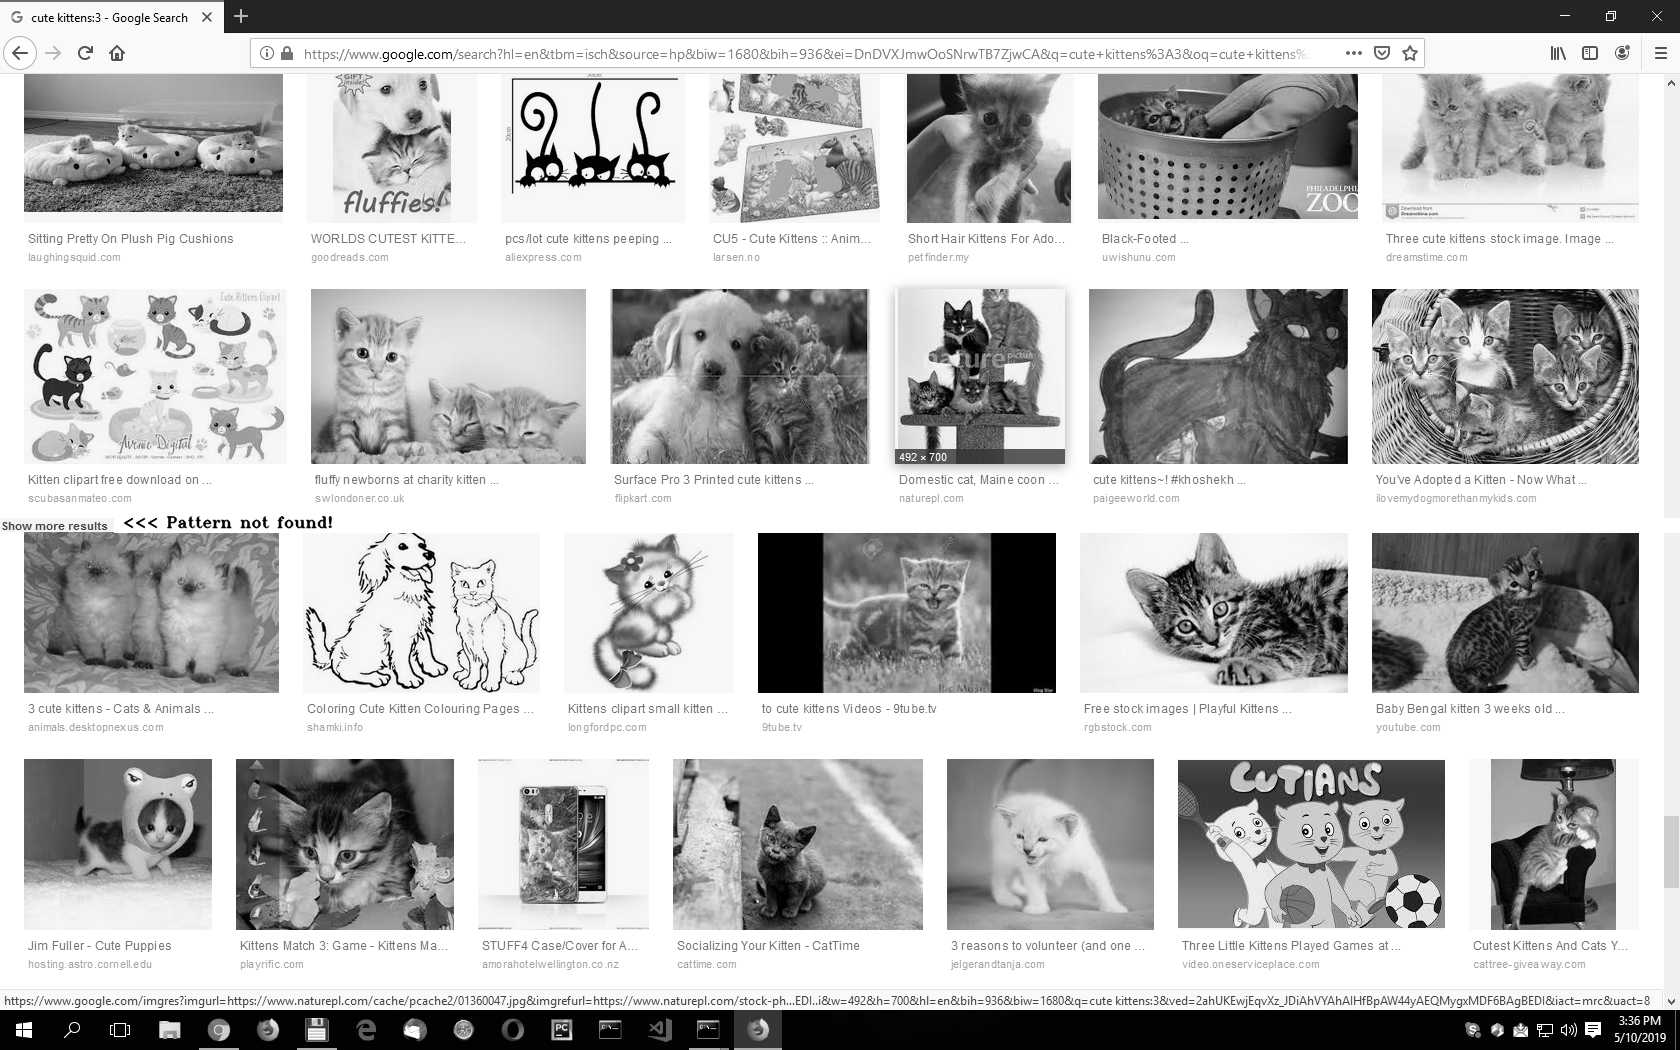 cute kittens:3 - Google Search
https://www.google.com/search?hl=en&tbm=isch&source=hp&biw=1680&bih=936&ei=DnDVXJmwOoSNrwTB7ZjwCA&q=cute+kittens%3A3&oq=cute+kittens%
GIFT
fluffies!
PHILADELPHI
ZOO
Download from
Dreamstime.com
Sitting Pretty On Plush Pig Cushions
laughingsquid.com
WORLDS CUTEST KITTE...
goodreads.com
pcs/lot cute kittens peeping ...
aliexpress.com
CU5 - Cute Kittens :: Anim...
larsen.no
Short Hair Kittens For Ado...
petfinder.my
Black-Footed ...
uwishunu.com
Three cute kittens stock image. Image ...
dreamstime.com
Cute Kittens Clipart
Avenie Digital
nature pictur
492 × 700
Kitten clipart free download on ...
scubasanmateo.com
fluffy newborns at charity kitten ...
swlondoner.co.uk
Surface Pro 3 Printed cute kittens ...
flipkart.com
Domestic cat, Maine coon ...
naturepl.com
cute kittens~! #khoshekh ...
paigeeworld.com
You've Adopted a Kitten - Now What ...
ilovemydogmorethanmykids.com
Show more results
<<< Pattern not found!
3 cute kittens - Cats & Animals ...
animals.desktopnexus.com
Coloring Cute Kitten Colouring Pages ...
shamki.info
Kittens clipart small kitten ...
longfordpc.com
to cute kittens Videos - 9tube.tv
9tube.tv
Free stock images | Playful Kittens ...
rgbstock.com
Baby Bengal kitten 3 weeks old ...
youtube.com
CUTIANS
Jim Fuller - Cute Puppies
hosting.astro.cornell.edu
Kittens Match 3: Game - Kittens Ma...
playrific.com
STUFF4 Case/Cover for A...
amorahotelwellington.co.nz
Socializing Your Kitten - CatTime
cattime.com
3 reasons to volunteer (and one ...
jelgerandtanja.com
Three Little Kittens Played Games at ...
video.oneserviceplace.com
Cutest Kittens And Cats Y...
cattree-giveaway.com
https://www.google.com/imgres?imgurl=https://www.naturepl.com/cache/pcache2/01360047.jpg&imgrefurl=https://www.naturepl.com/stock-ph...EDI..i&w=492&h=700&hl=en&bih=936&biw=1680&q=cute kittens:3&ved=2ahUKEwjEqvXz_JDiAhVYAhAIHfBpAW44yAEQMygxMDF6BAgBEDI&iact=mrc&uact=8
PC
3:36 PM
5/10/2019